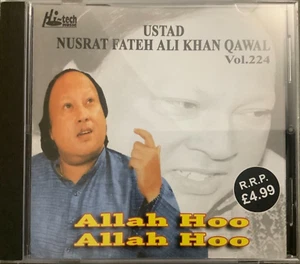 Hi-tech
USTAD
NUSRAT FATEH ALI KHAN QAWAL
Vol.224
R.R.P.
£4.99
Allah Hoo
Allah Hoo